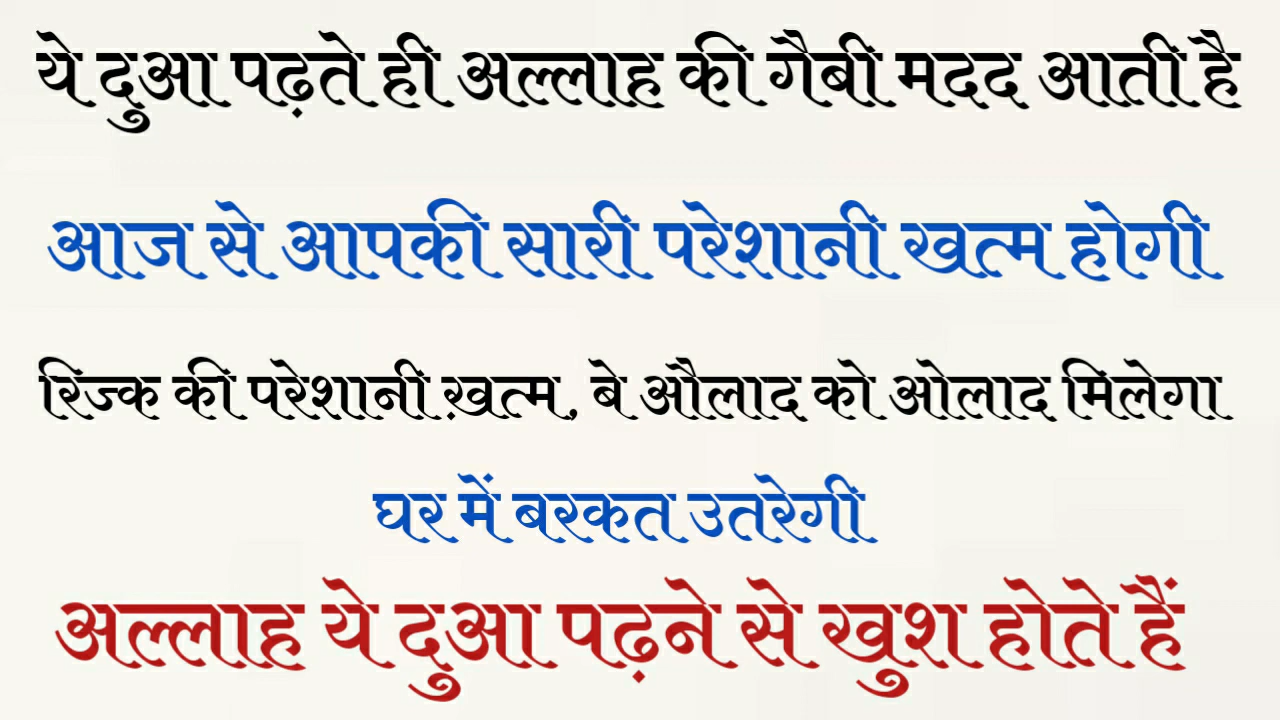 ये दुआ पढ़ते ही अल्लाह की गैबी मदद आती है
आज से आपकी सारी परेशानी खत्म होगी
रिज्क की परेशानी ख़त्म, बे औलाद को ओलाद मिलेगा
घर में बरकत उतरेगी
अल्लाह ये दुआ पढ़ने से खुश होते हैं